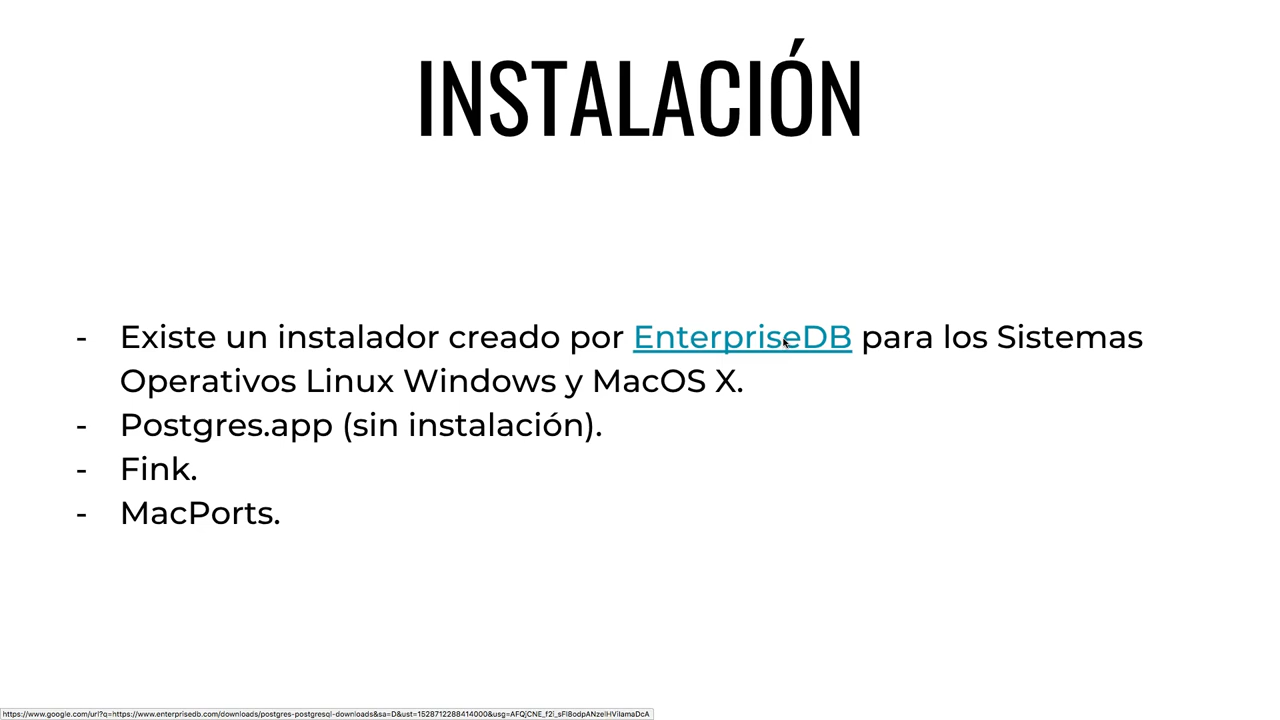 INSTALACIÓN
- Existe un instalador creado por EnterpriseDB para los Sistemas
Operativos Linux Windows y MacOS X.
- Postgres.app (sin instalación).
- Fink.
- MacPorts.